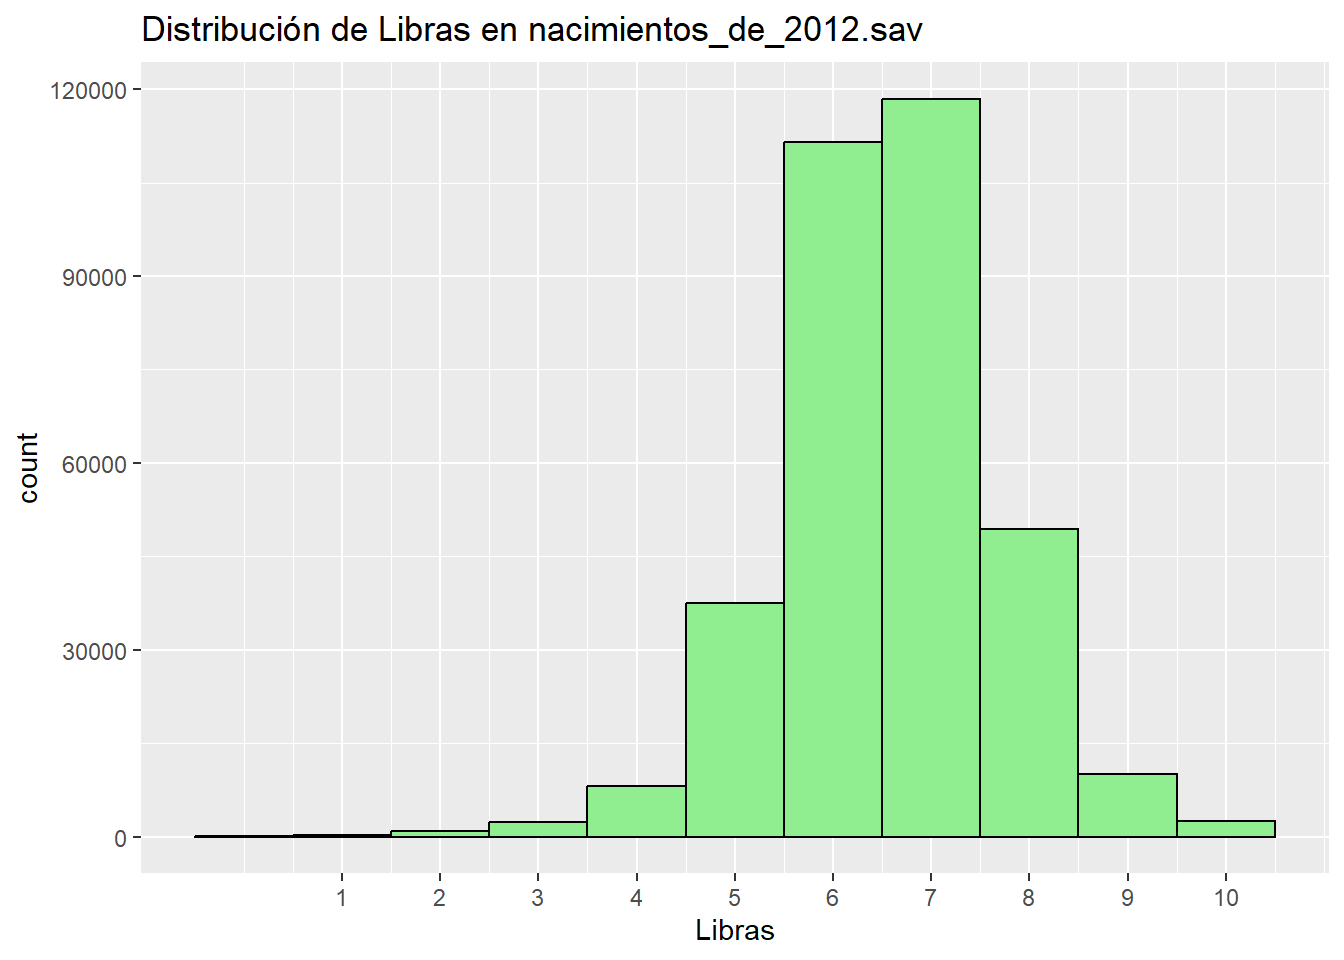 Distribución de Libras en nacimientos_de_2012.sav
120000
90000
60000
30000
0
count
1 2 3 4 5 6 7 8 9 10
Libras